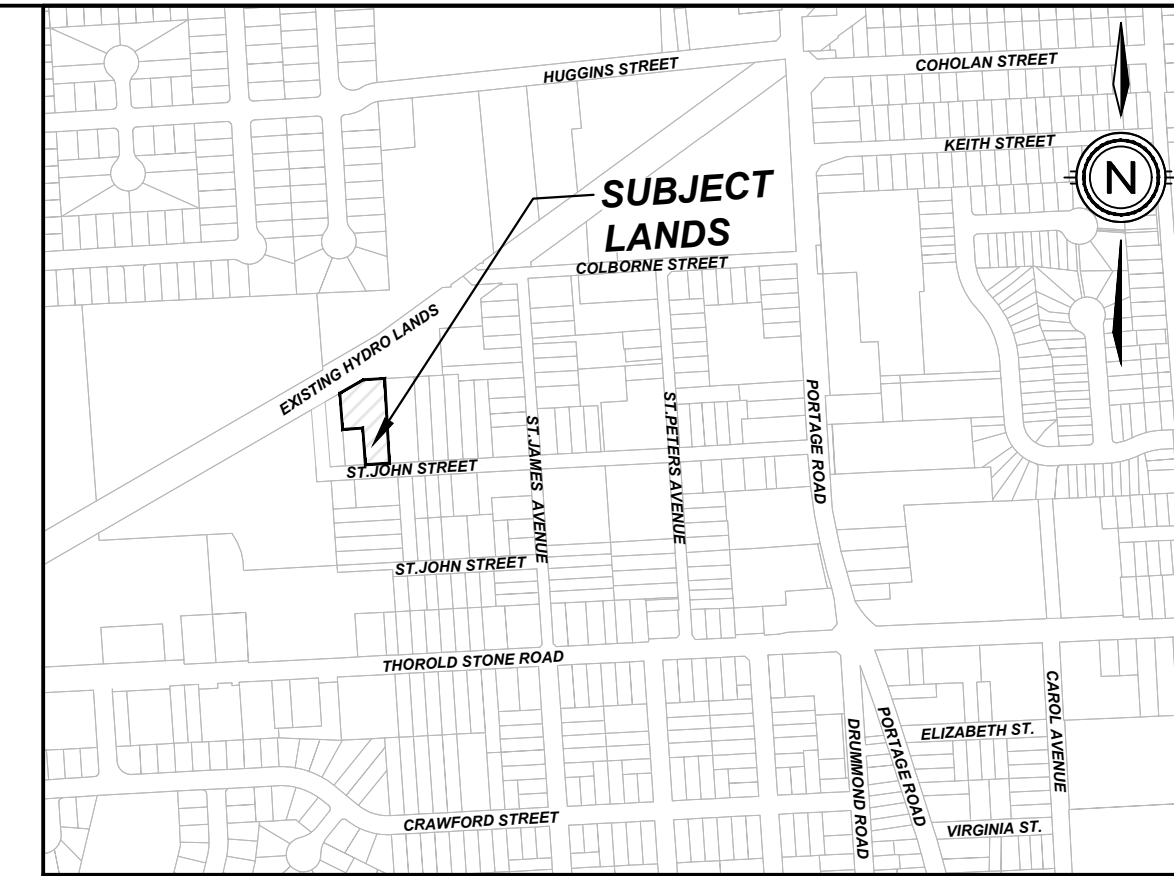 HUGGINS STREET
COHOLAN STREET
KEITH STREET
N
SUBJECT
LANDS
COLBORNE STREET
EXISTING HYDRO LANDS
ST.JOHN STREET
ST.JAMES AVENUE
ST.PETERS AVENUE
PORTAGE ROAD
ST.JOHN STREET
THOROLD STONE ROAD
CAROL AVENUE
PORTAGE ROAD
DRUMMOND ROAD
ELIZABETH ST.
CRAWFORD STREET
VIRGINIA ST.